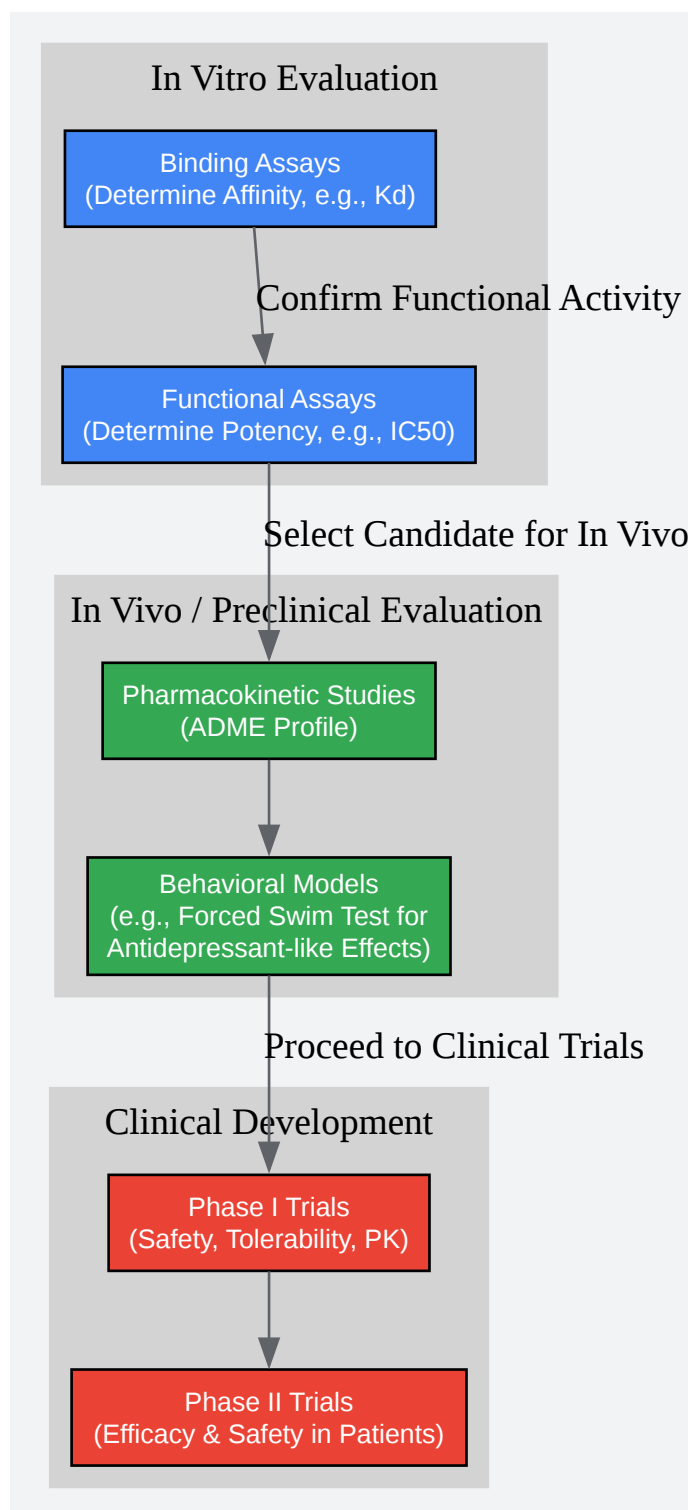 In Vitro Evaluation
Binding Assays
(Determine Affinity, e.g., Kd)
Confirm Functional Activity
Functional Assays
(Determine Potency, e.g., IC50)
Select Candidate for In Vivo
In Vivo / Preclinical Evaluation
Pharmacokinetic Studies
(ADME Profile)
Behavioral Models
(e.g., Forced Swim Test for
Antidepressant-like Effects)
Proceed to Clinical Trials
Clinical Development
Phase I Trials
(Safety, Tolerability, PK)
Phase II Trials
(Efficacy & Safety in Patients)